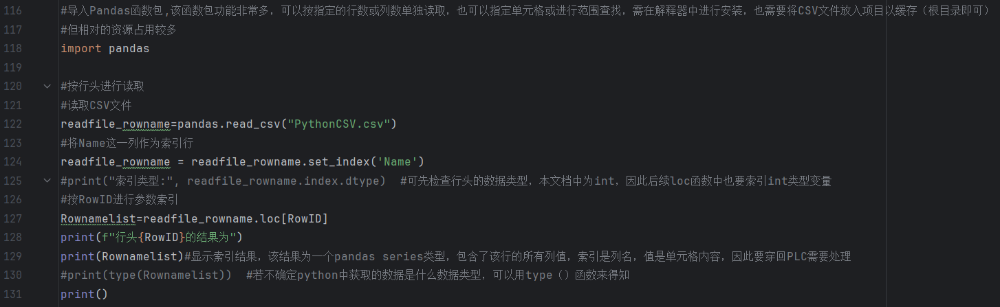 116 #导入Pandas函数包,该函数包功能非常多，可以按指定的行数或列数单独读取，也可以指定单元格或进行范围查找，需在解释器中进行安装，也需要将CSV文件放入项目以缓存（根目录即可）
117 #但相对的资源占用较多
118 import pandas
119
120 #按行头进行读取
121 #读取CSV文件
122 readfile_rowname=pandas.read_csv("PythonCSV.csv")
123 #将Name这一列作为索引行
124 readfile_rowname = readfile_rowname.set_index('Name')
125 #print("索引类型:", readfile_rowname.index.dtype)  #可先检查行头的数据类型，本文档中为int，因此后续loc函数中也要索引int类型变量
126 #按RowID进行参数索引
127 Rownamelist=readfile_rowname.loc[RowID]
128 print(f"行头{RowID}的结果为")
129 print(Rownamelist)#显示索引结果，该结果为一个pandas series类型，包含了该行的所有列值，索引是列名，值是单元格内容，因此要穿回PLC需要处理
130 #print(type(Rownamelist))  #若不确定python中获取的数据是什么数据类型，可以用type（）函数来得知
131 print()